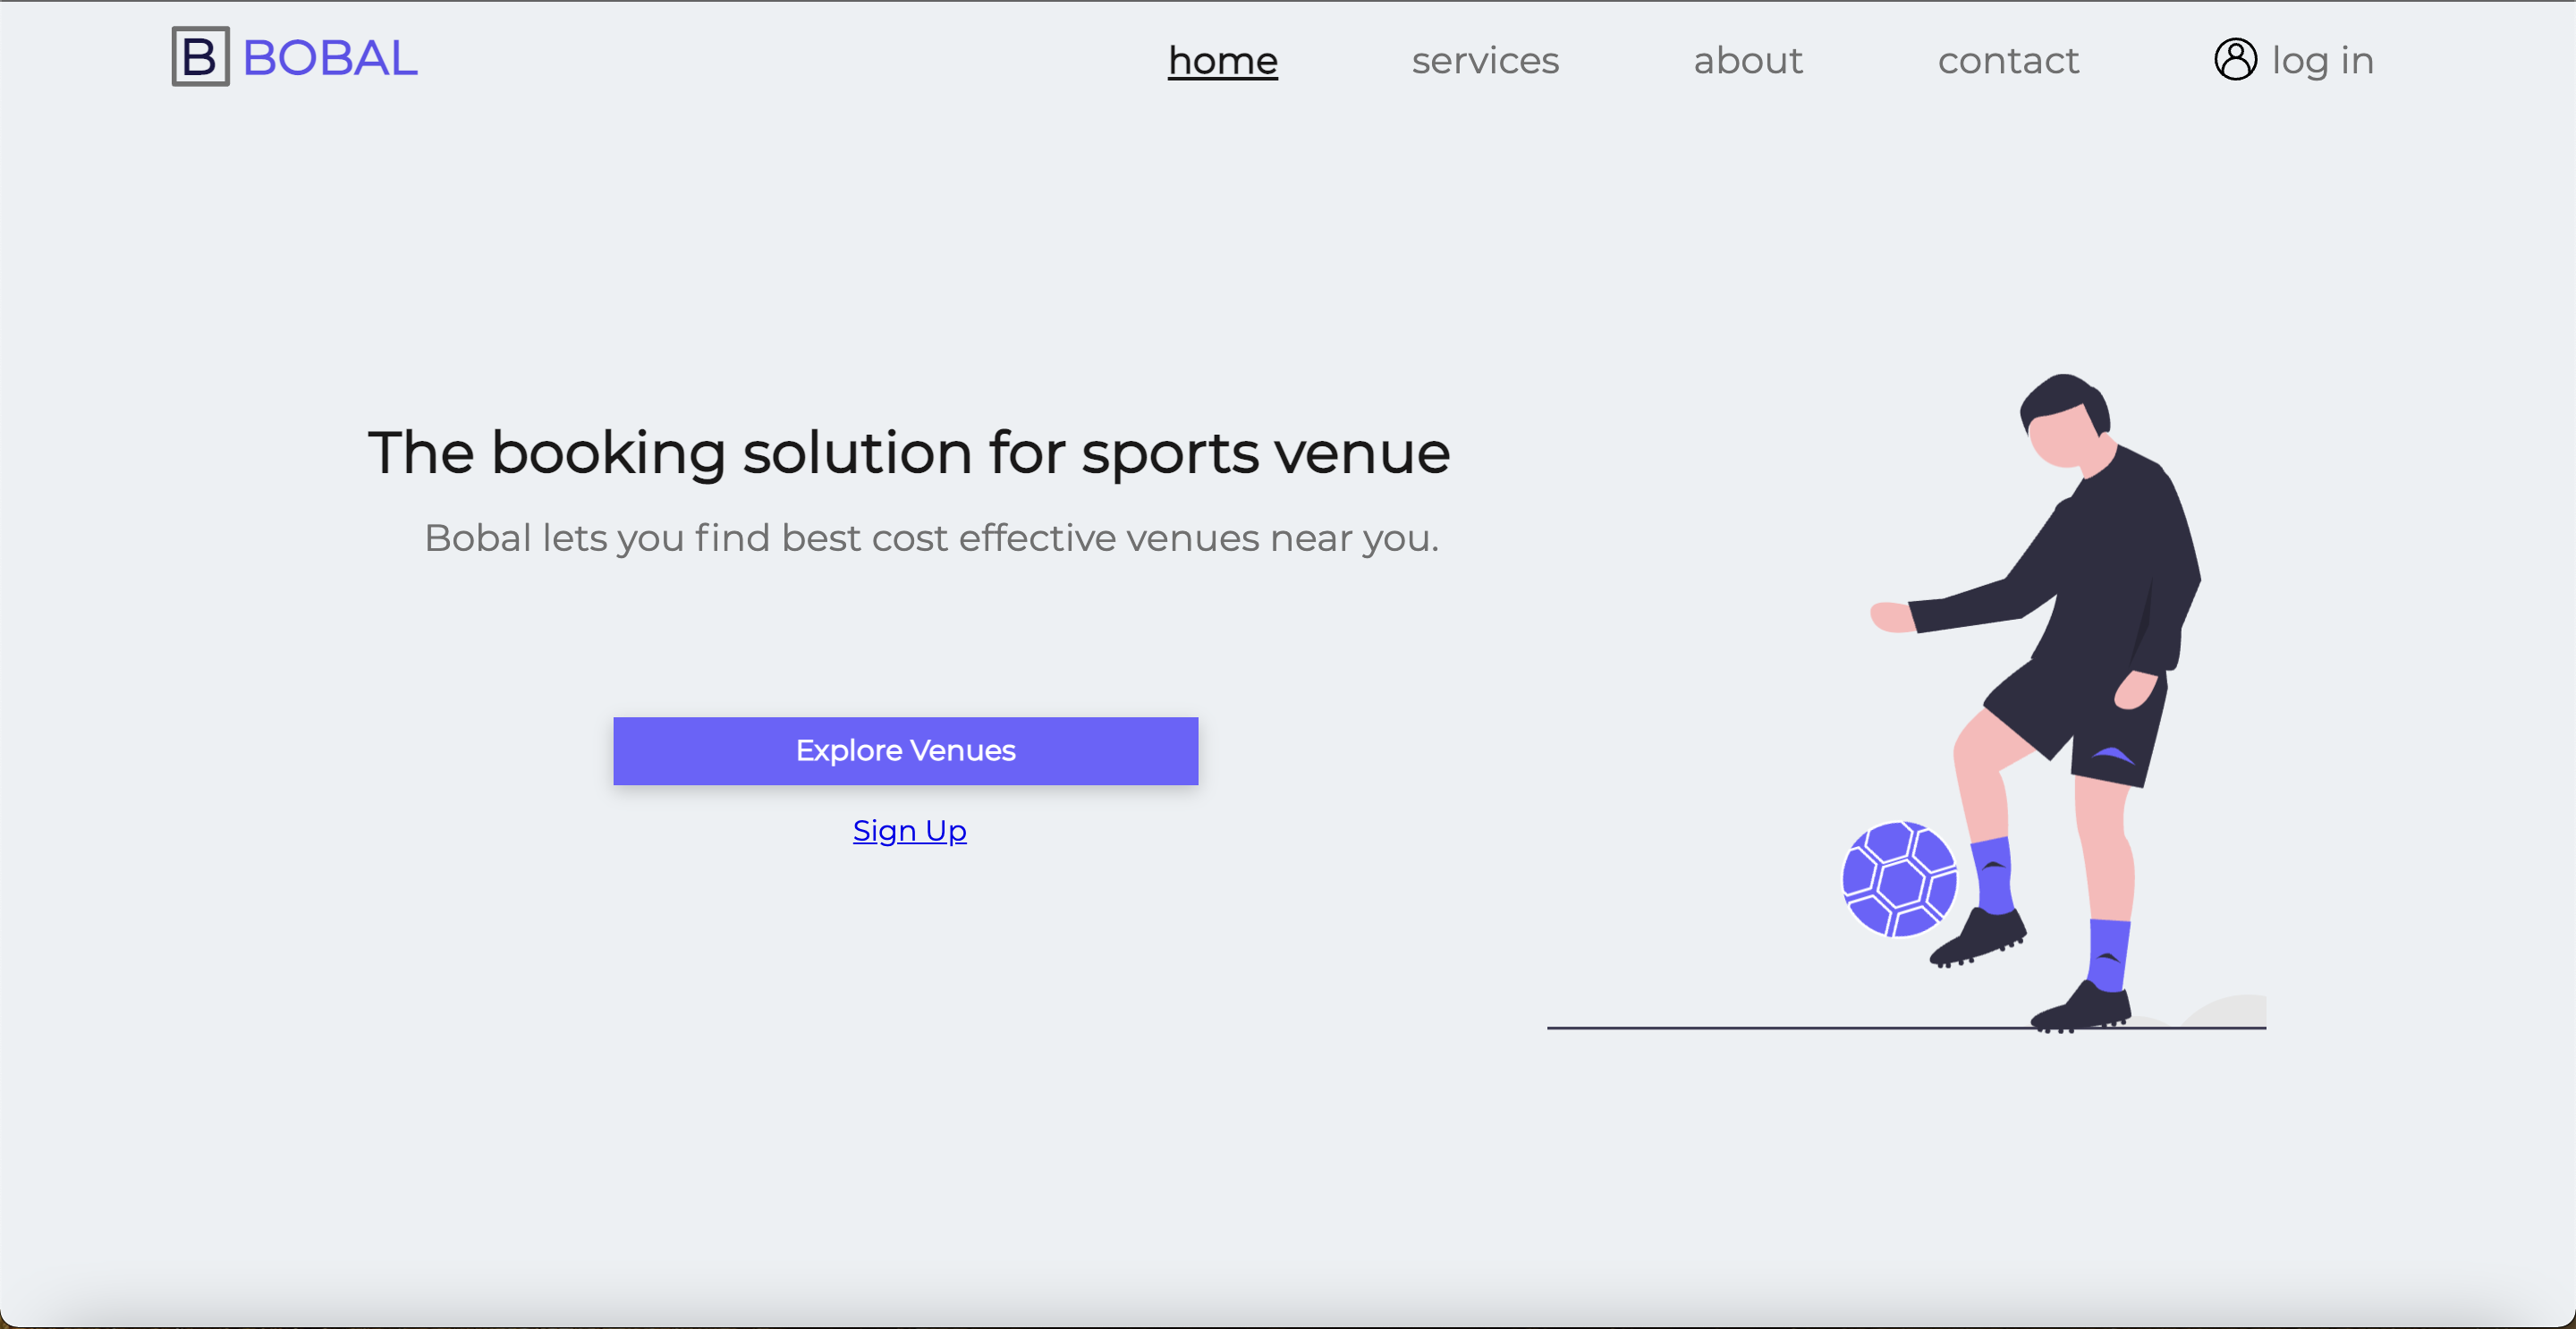 B BOBAL
home services about contact log in
The booking solution for sports venue
Bobal lets you find best cost effective venues near you.
Explore Venues
Sign Up